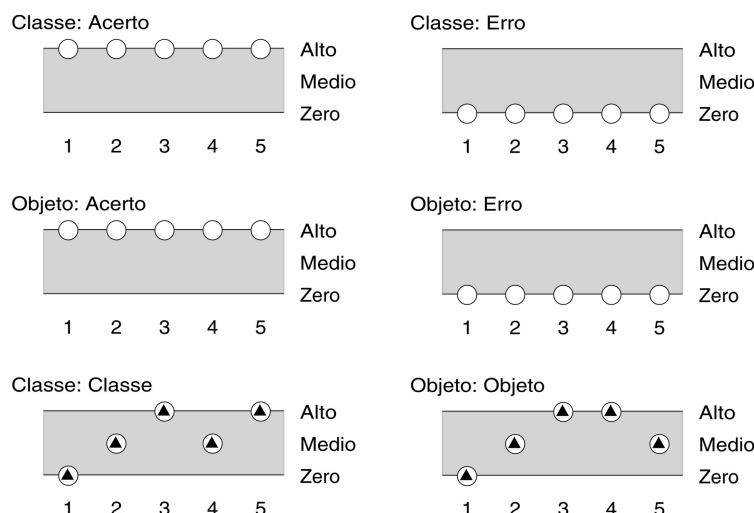 Classe: Acerto
Alto
Medio
Zero
1 2 3 4 5
Classe: Erro
Alto
Medio
Zero
1 2 3 4 5
Objeto: Acerto
Alto
Medio
Zero
1 2 3 4 5
Objeto: Erro
Alto
Medio
Zero
1 2 3 4 5
Classe: Classe
Alto
Medio
Zero
1 2 3 4 5
Objeto: Objeto
Alto
Medio
Zero
1 2 3 4 5